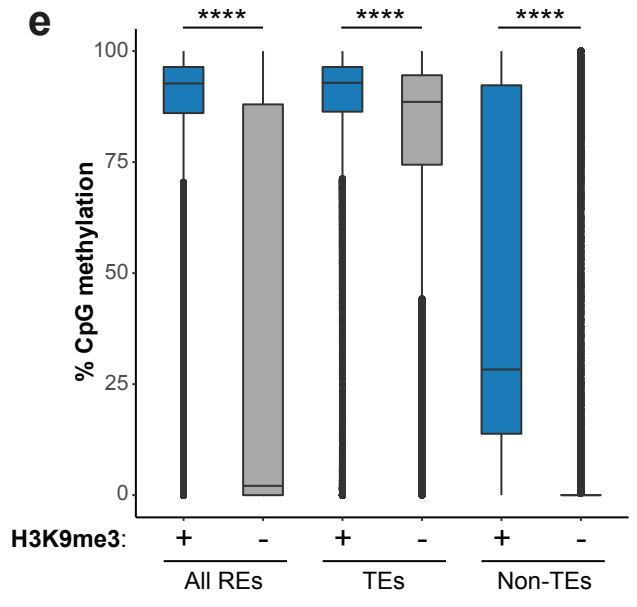 e
**** **** ****
% CpG methylation
100
75
50
25
0
H3K9me3: + - + - + -
All REs TEs Non-TEs